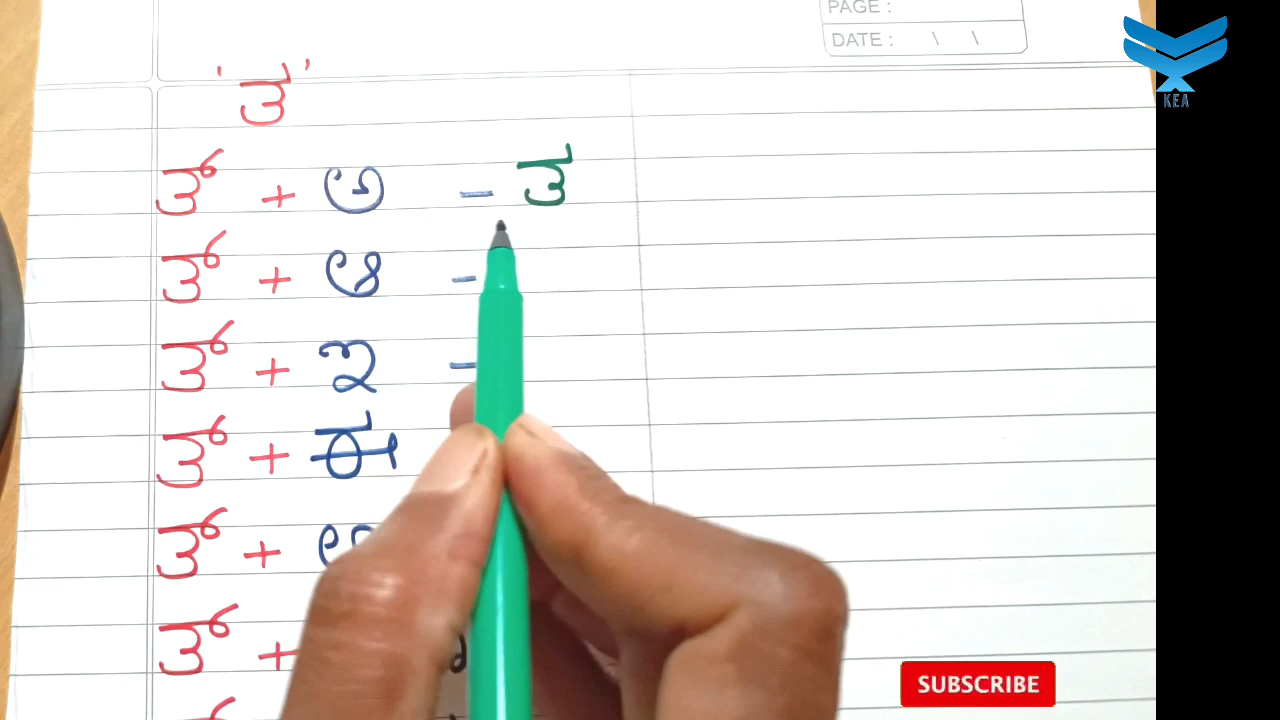 PAGE :
DATE : \ \
KEA
'ಜ'
ಜ್ + ಅ - ಜ
ಜ್ + ಆ -
ಜ್ + ಇ -
ಜ್ + ಈ
ಜ್ + ಉ
ಜ್ +
SUBSCRIBE